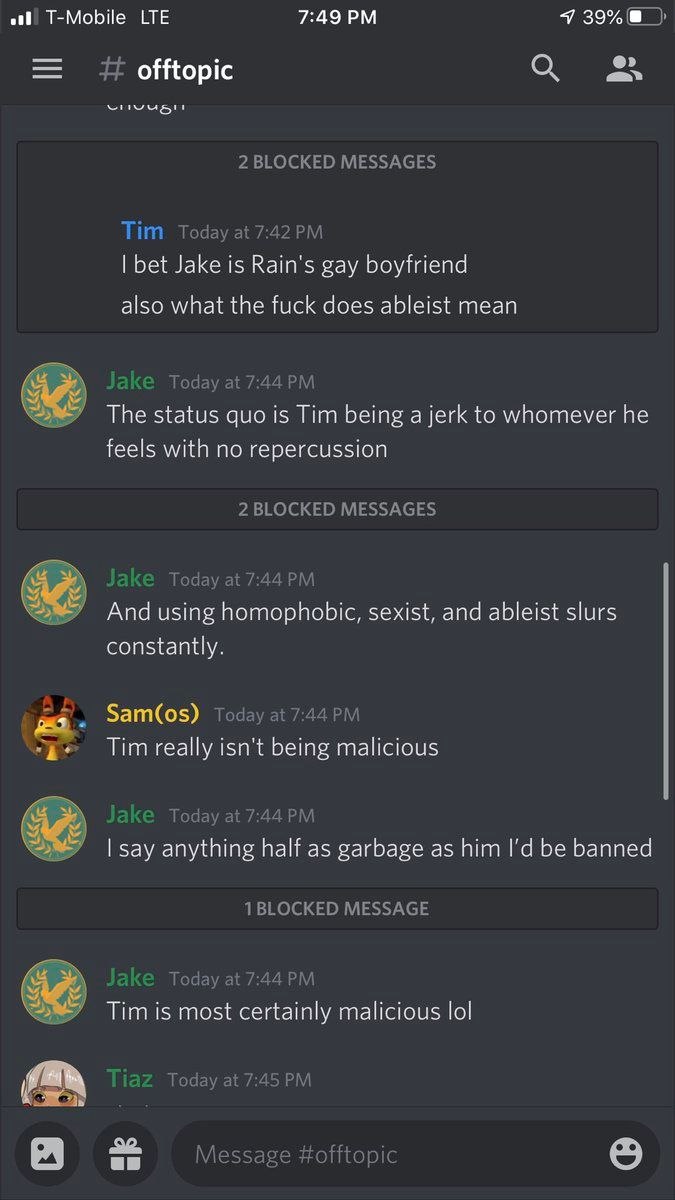 T-Mobile LTE 7:49 PM 39%
# offtopic
enough
2 BLOCKED MESSAGES
Tim Today at 7:42 PM
I bet Jake is Rain's gay boyfriend
also what the fuck does ableist mean
Jake Today at 7:44 PM
The status quo is Tim being a jerk to whomever he
feels with no repercussion
2 BLOCKED MESSAGES
Jake Today at 7:44 PM
And using homophobic, sexist, and ableist slurs
constantly.
Sam(os) Today at 7:44 PM
Tim really isn't being malicious
Jake Today at 7:44 PM
I say anything half as garbage as him I’d be banned
1 BLOCKED MESSAGE
Jake Today at 7:44 PM
Tim is most certainly malicious lol
Tiaz Today at 7:45 PM
Message #offtopic